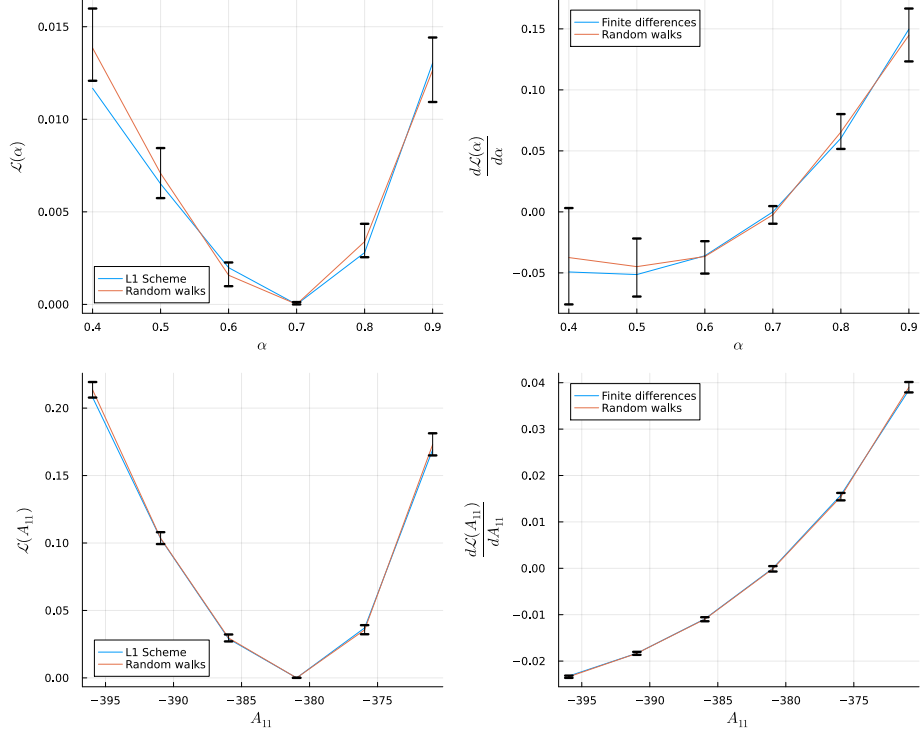 0.015
0.010
0.005
0.000
ℒ(α)
L1 Scheme
Random walks
0.4 0.5 0.6 0.7 0.8 0.9
α
0.15
0.10
0.05
0.00
−0.05
dℒ(α)
dα
Finite differences
Random walks
0.4 0.5 0.6 0.7 0.8 0.9
α
0.20
0.15
0.10
0.05
0.00
ℒ(A₁₁)
L1 Scheme
Random walks
−395 −390 −385 −380 −375
A₁₁
0.04
0.03
0.02
0.01
0.00
−0.01
−0.02
dℒ(A₁₁)
dA₁₁
Finite differences
Random walks
−395 −390 −385 −380 −375
A₁₁